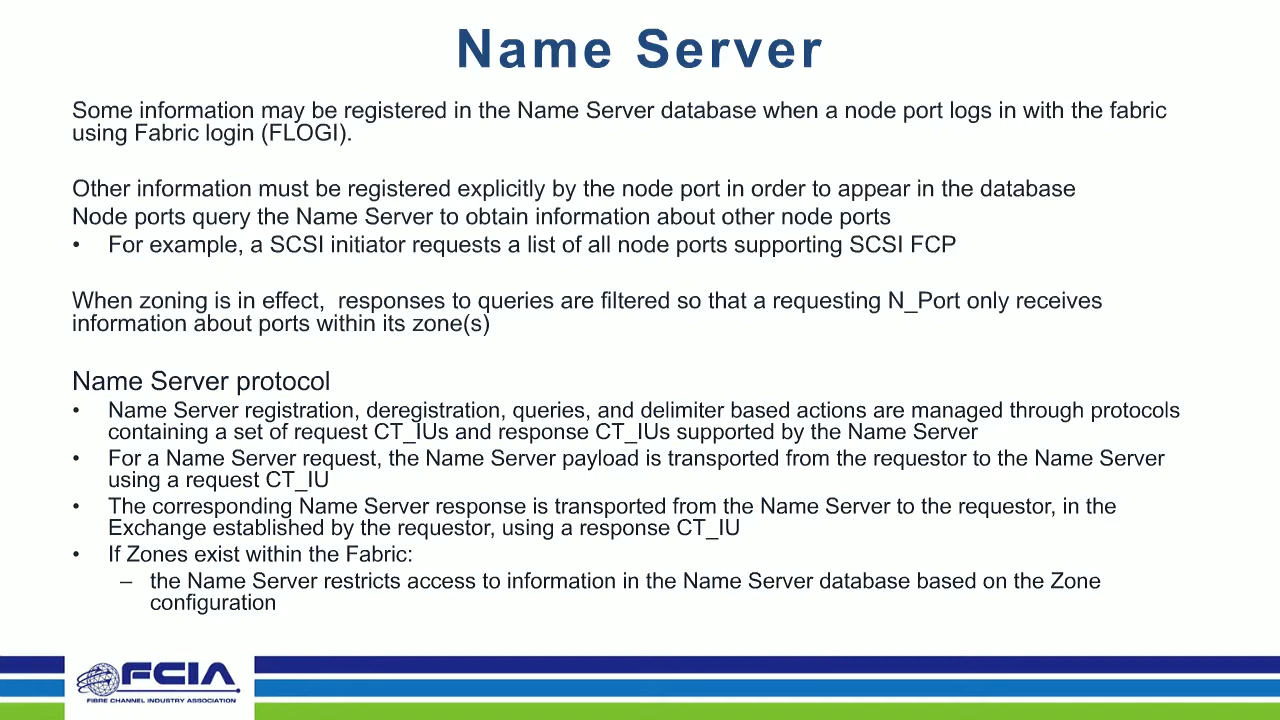 Name Server
Some information may be registered in the Name Server database when a node port logs in with the fabric
using Fabric login (FLOGI).
Other information must be registered explicitly by the node port in order to appear in the database
Node ports query the Name Server to obtain information about other node ports
• For example, a SCSI initiator requests a list of all node ports supporting SCSI FCP
When zoning is in effect,  responses to queries are filtered so that a requesting N_Port only receives
information about ports within its zone(s)
Name Server protocol
• Name Server registration, deregistration, queries, and delimiter based actions are managed through protocols
containing a set of request CT_IUs and response CT_IUs supported by the Name Server
• For a Name Server request, the Name Server payload is transported from the requestor to the Name Server
using a request CT_IU
• The corresponding Name Server response is transported from the Name Server to the requestor, in the
Exchange established by the requestor, using a response CT_IU
• If Zones exist within the Fabric:
– the Name Server restricts access to information in the Name Server database based on the Zone
configuration
FCIA
FIBRE CHANNEL INDUSTRY ASSOCIATION